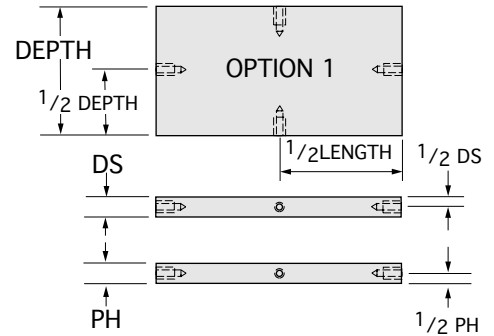 DEPTH
OPTION 1
1/2 DEPTH
1/2LENGTH
1/2 DS
DS
PH
1/2 PH